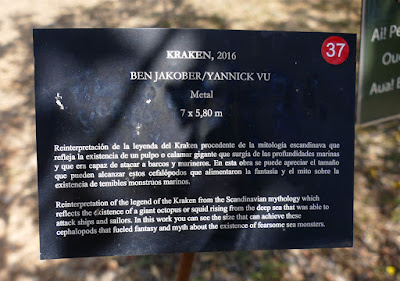 37
KRAKEN, 2016
BEN JAKOBER/YANNICK VU
Metal
7 x 5,80 m
Reinterpretación de la leyenda del Kraken procedente de la mitología escandinava que
refleja la existencia de un pulpo o calamar gigante que surgía de las profundidades marinas
y que era capaz de atacar a barcos y marineros. En esta obra se puede apreciar el tamaño
que pueden alcanzar estos cefalópodos que alimentaron la fantasía y el mito sobre la
existencia de temibles monstruos marinos.
Reinterpretation of the legend of the Kraken from the Scandinavian mythology which
reflects the existence of a giant octopus or squid rising from the deep sea that was able to
attack ships and sailors. In this work you can see the size that can achieve these
cephalopods that fueled fantasy and myth about the existence of fearsome sea monsters.
Ai!
Aua!